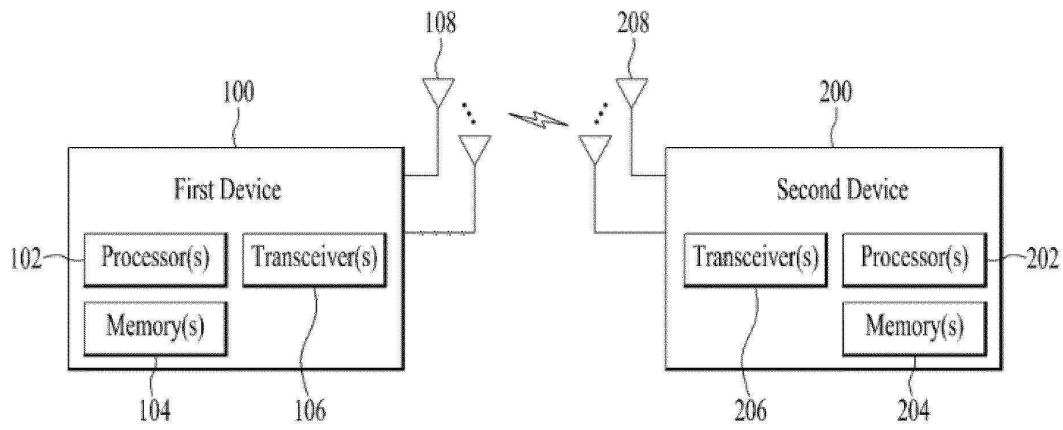 108
208
100
200
First Device
Second Device
102
Processor(s)
Transceiver(s)
Transceiver(s)
Processor(s)
202
Memory(s)
Memory(s)
104
106
206
204